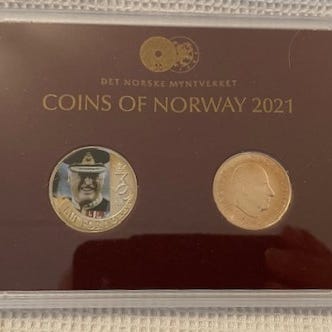 DET NORSKE MYNTVERKET
COINS OF NORWAY 2021